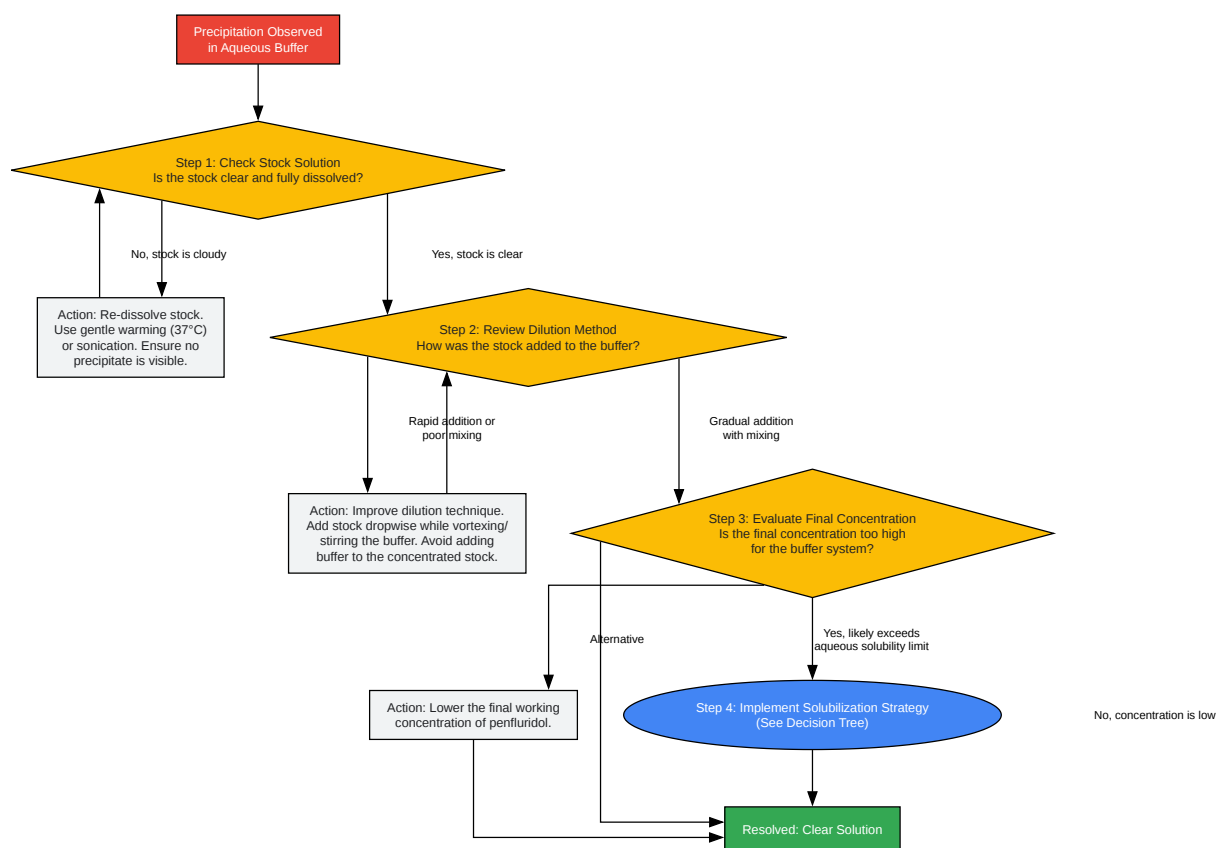 Precipitation Observed
in Aqueous Buffer
Step 1: Check Stock Solution
Is the stock clear and fully dissolved?
No, stock is cloudy
Yes, stock is clear
Action: Re-dissolve stock.
Use gentle warming (37°C)
or sonication. Ensure no
precipitate is visible.
Step 2: Review Dilution Method
How was the stock added to the buffer?
Rapid addition or
poor mixing
Gradual addition
with mixing
Action: Improve dilution technique.
Add stock dropwise while vortexing/
stirring the buffer. Avoid adding
buffer to the concentrated stock.
Step 3: Evaluate Final Concentration
Is the final concentration too high
for the buffer system?
Alternative
Yes, likely exceeds
aqueous solubility limit
Action: Lower the final working
concentration of penfluridol.
Step 4: Implement Solubilization Strategy
(See Decision Tree)
No, concentration is low
Resolved: Clear Solution